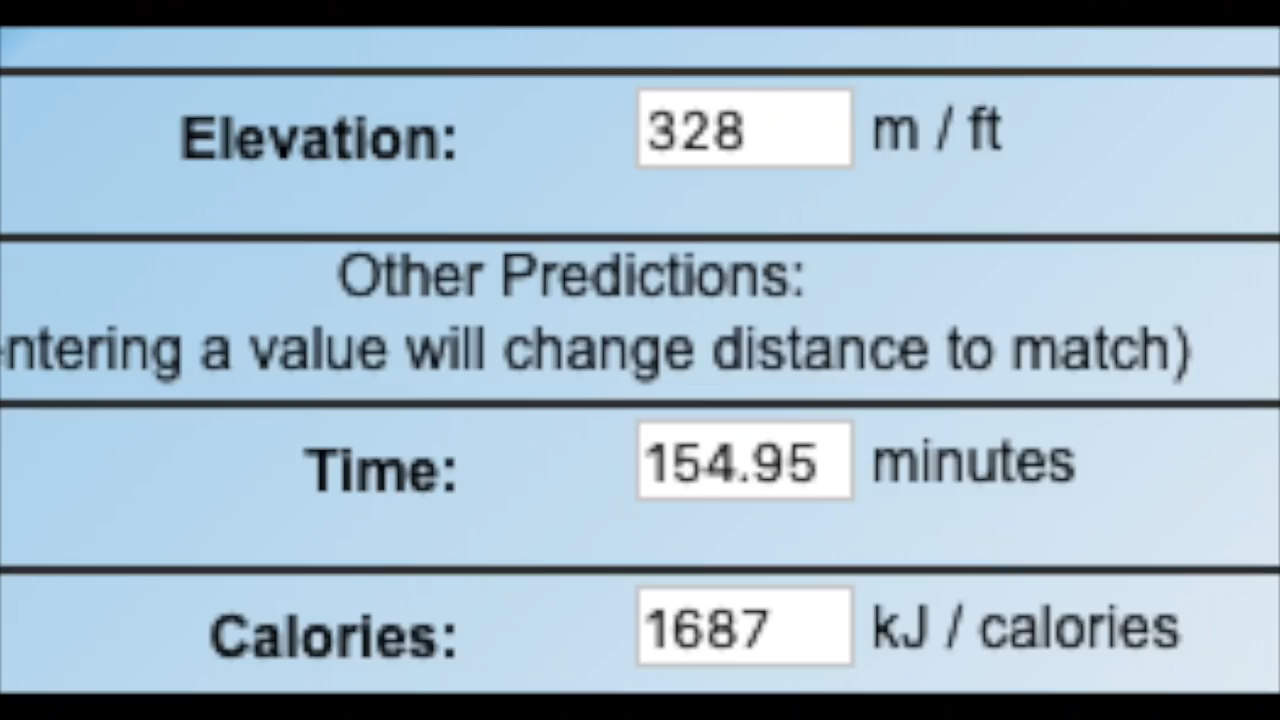 Elevation: 328 m / ft
Other Predictions:
entering a value will change distance to match)
Time: 154.95 minutes
Calories: 1687 kJ / calories